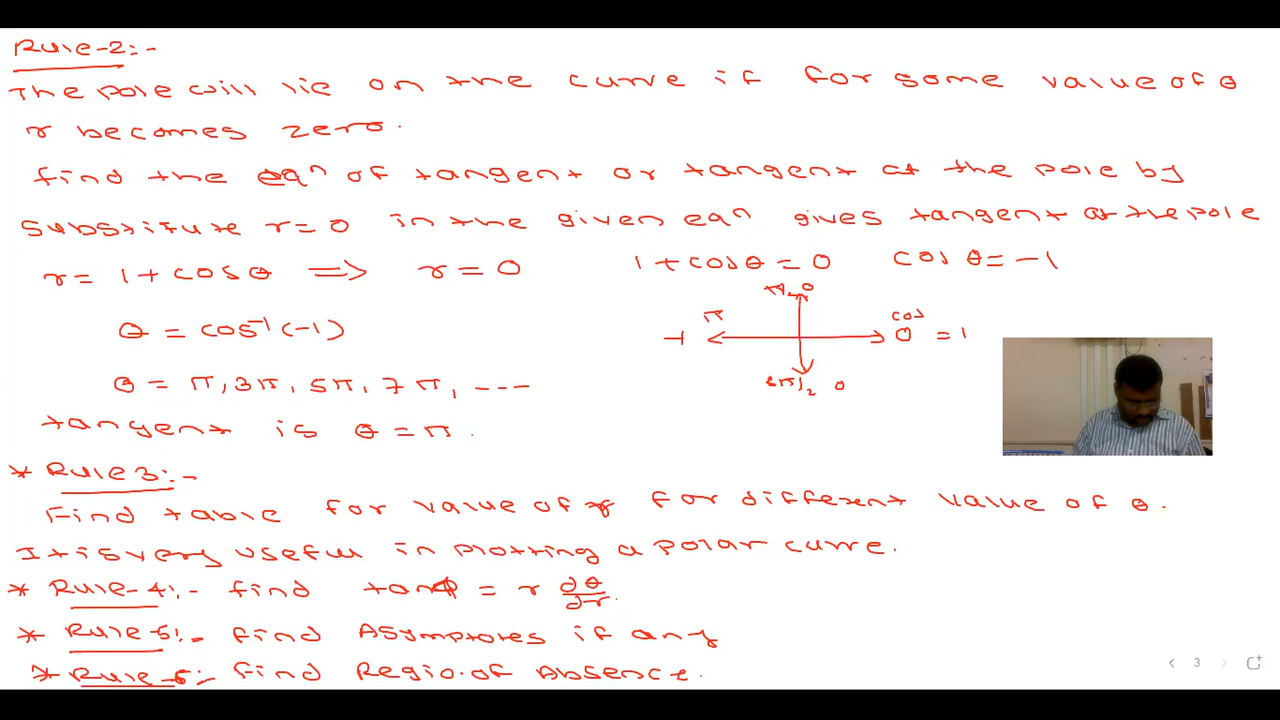 Rule-2:-
The pole will lie on the curve if for some value of θ
r becomes zero.
find the eqn of tangent or tangent at the pole by
substitute r=0 in the given eqn gives tangent at the pole
r= 1+cosθ ⇒ r=0 1+cosθ=0 cosθ=-1
π/2 0
π cos
-1 0 =1
θ = cos⁻¹(-1)
θ = π, 3π, 5π, 7π, ---
3π/2 0
tangent is θ=π.
* Rule 3:-
Find table for value of r for different value of θ.
It is very useful in plotting a polar curve.
* Rule-4:- find tanφ = r dθ/dr.
* Rule-5:- find Asymptotes if any
* Rule-6:- find Regio.of Absence.
3